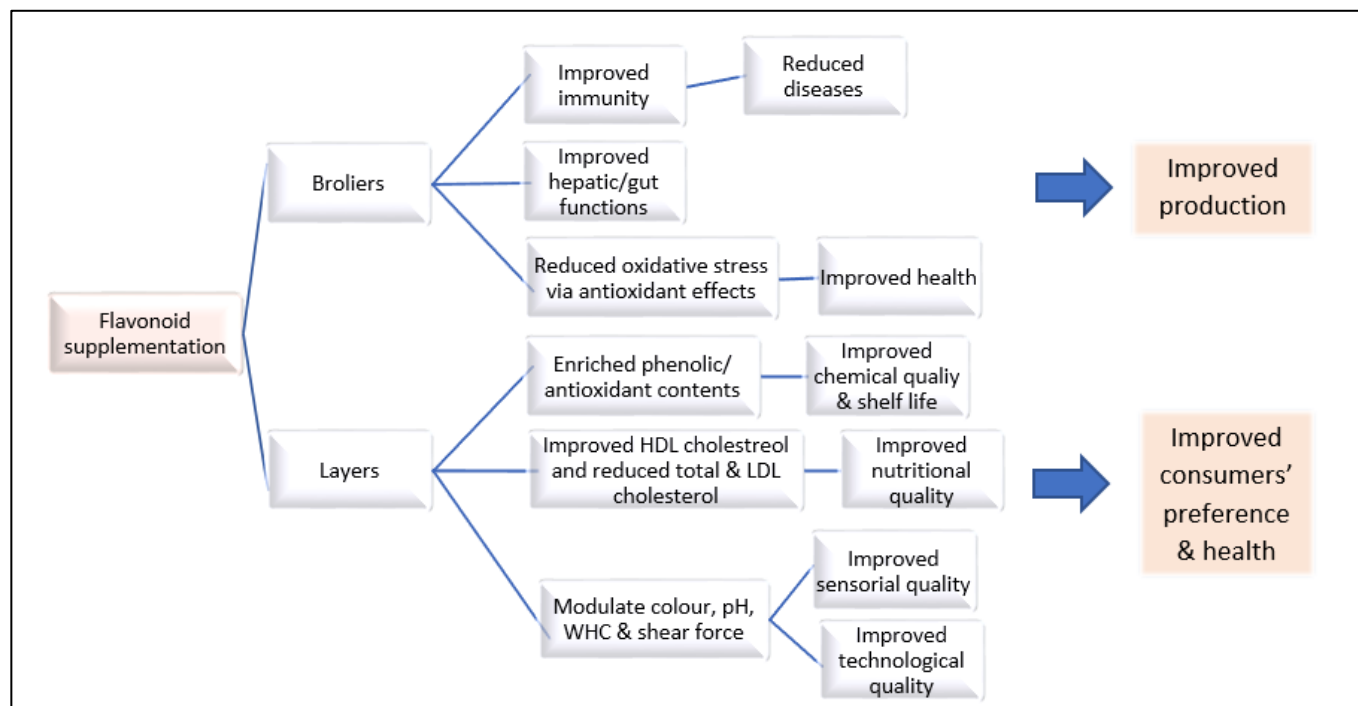 Flavonoid
supplementation
Broliers
Improved
immunity
Reduced
diseases
Improved
hepatic/gut
functions
Reduced oxidative stress
via antioxidant effects
Improved health
Improved
production
Layers
Enriched phenolic/
antioxidant contents
Improved
chemical qualiy
& shelf life
Improved HDL cholestreol
and reduced total & LDL
cholesterol
Improved
nutritional
quality
Modulate colour, pH,
WHC & shear force
Improved
sensorial quality
Improved
technological
quality
Improved
consumers’
preference
& health